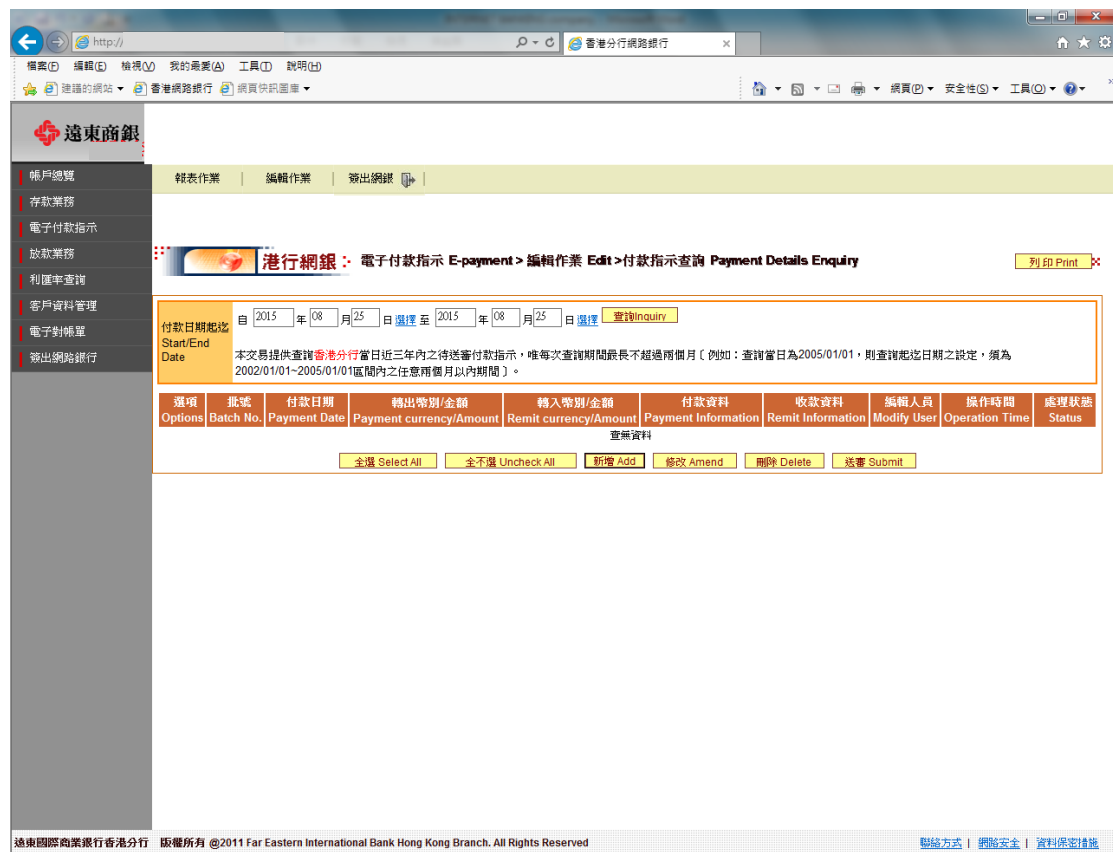 http://
香港分行網路銀行
檔案(F) 編輯(E) 檢視(V) 我的最愛(A) 工具(T) 說明(H)
建議的網站 香港網路銀行 網頁快訊圖庫 網頁(P) 安全性(S) 工具(O)
遠東商銀
帳戶總覽
存款業務
電子付款指示
放款業務
利匯率查詢
客戶資料管理
電子對帳單
簽出網路銀行
報表作業 | 編輯作業 | 簽出網銀 |
港行網銀 電子付款指示 E-payment > 編輯作業 Edit >付款指示查詢 Payment Details Enquiry
列印 Print
付款日期起迄
Start/End
Date
自 2015 年 08 月 25 日 選擇 至 2015 年 08 月 25 日 選擇 查詢Inquiry
本交易提供查詢香港分行當日近三年內之待送審付款指示，唯每次查詢期間最長不超過兩個月〔例如：查詢當日為2005/01/01，則查詢起迄日期之設定，須為
2002/01/01~2005/01/01區間內之任意兩個月以內期間〕。
選項 批號 付款日期 轉出幣別/金額 轉入幣別/金額 付款資料 收款資料 編輯人員 操作時間 處理狀態
Options Batch No. Payment Date Payment currency/Amount Remit currency/Amount Payment Information Remit Information Modify User Operation Time Status
查無資料
全選 Select All 全不選 Uncheck All 新增 Add 修改 Amend 刪除 Delete 送審 Submit
遠東國際商業銀行香港分行 版權所有 @2011 Far Eastern International Bank Hong Kong Branch. All Rights Reserved
聯絡方式 | 網路安全 | 資料保密措施